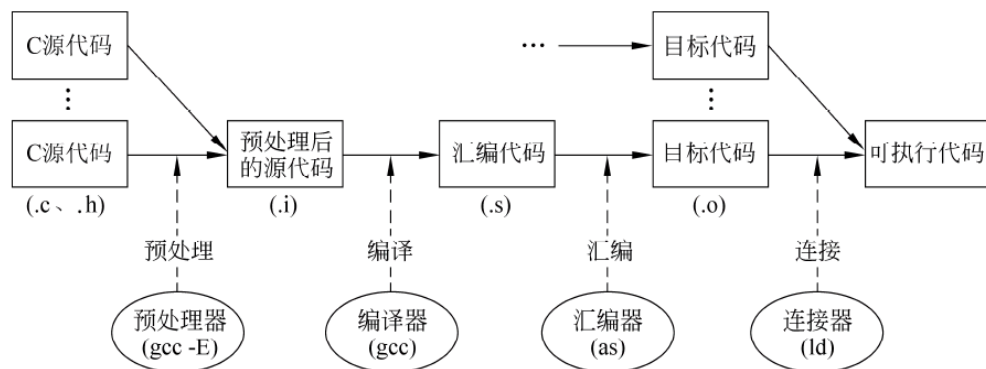 C源代码
…
目标代码
⋮
⋮
C源代码
预处理后
的源代码
汇编代码
目标代码
可执行代码
(.c、.h)
(.i)
(.s)
(.o)
预处理
编译
汇编
连接
预处理器
(gcc -E)
编译器
(gcc)
汇编器
(as)
连接器
(ld)